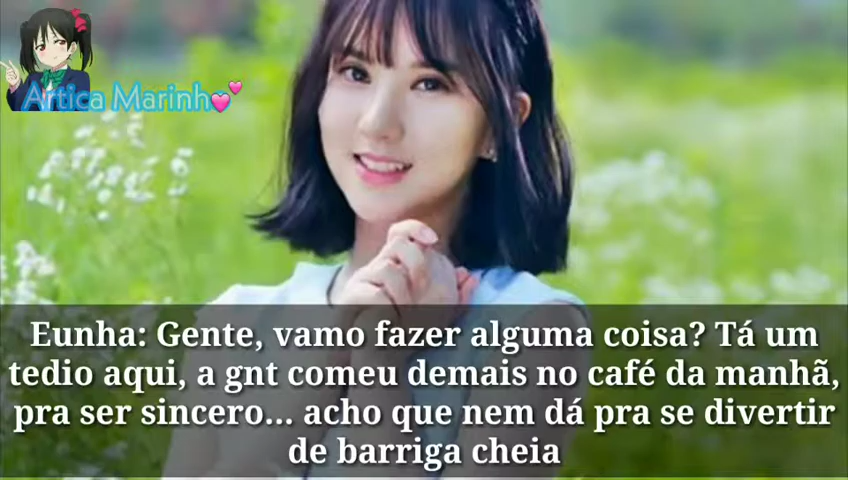 Artica Marinho
Eunha: Gente, vamo fazer alguma coisa? Tá um
tedio aqui, a gnt comeu demais no café da manhã,
pra ser sincero... acho que nem dá pra se divertir
de barriga cheia